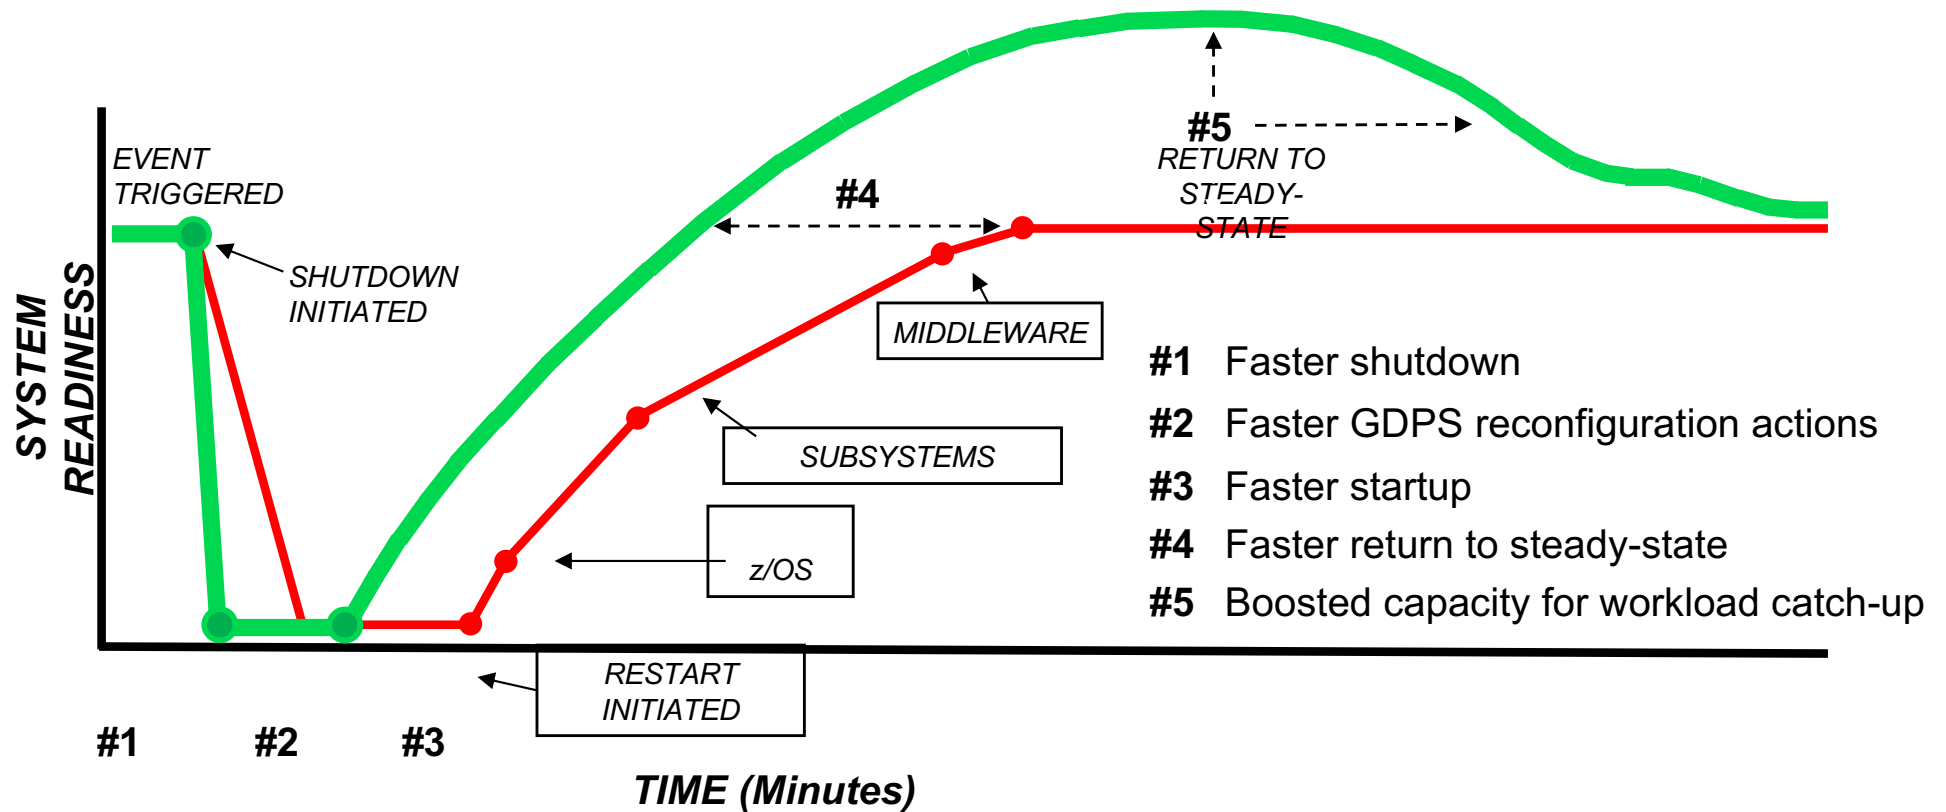 EVENT
TRIGGERED
SHUTDOWN
INITIATED
SYSTEM
READINESS
#4
#5
RETURN TO
STEADY-
STATE
MIDDLEWARE
SUBSYSTEMS
z/OS
RESTART
INITIATED
#1 Faster shutdown
#2 Faster GDPS reconfiguration actions
#3 Faster startup
#4 Faster return to steady-state
#5 Boosted capacity for workload catch-up
#1
#2
#3
TIME (Minutes)